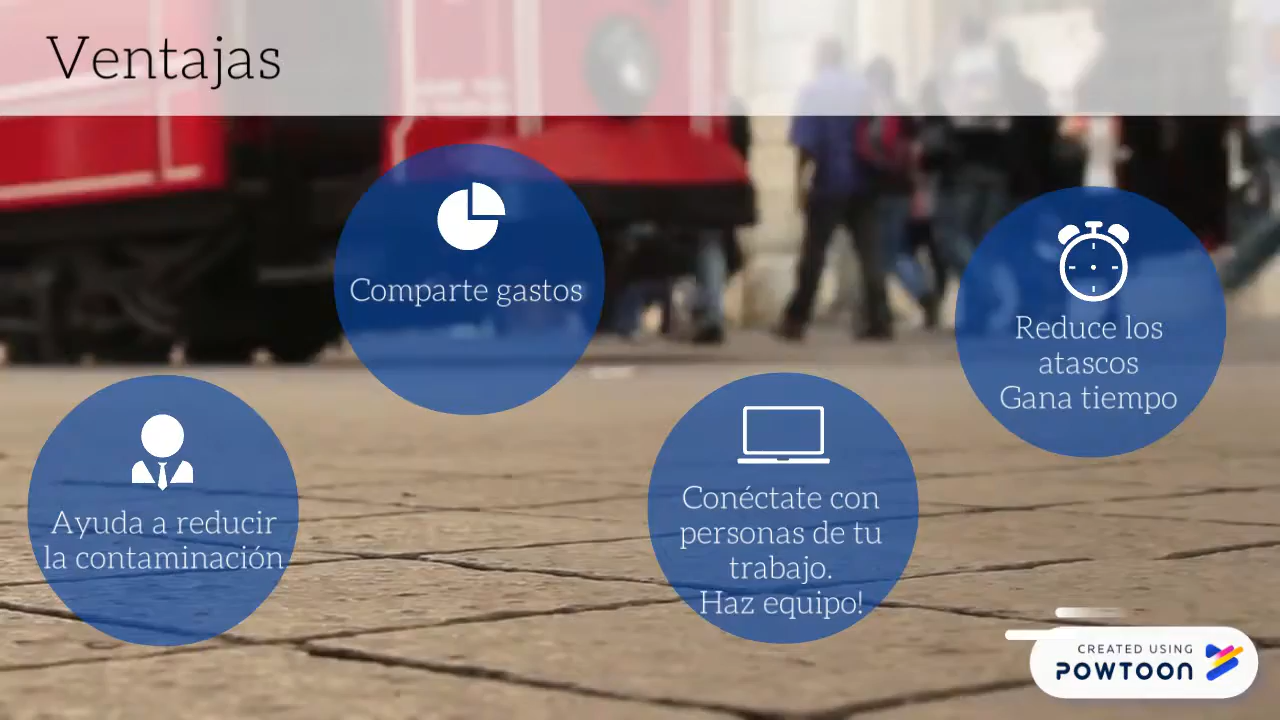 Ventajas
Comparte gastos
Reduce los
atascos
Gana tiempo
Ayuda a reducir
la contaminación
Conéctate con
personas de tu
trabajo.
Haz equipo!
CREATED USING
POWTOON